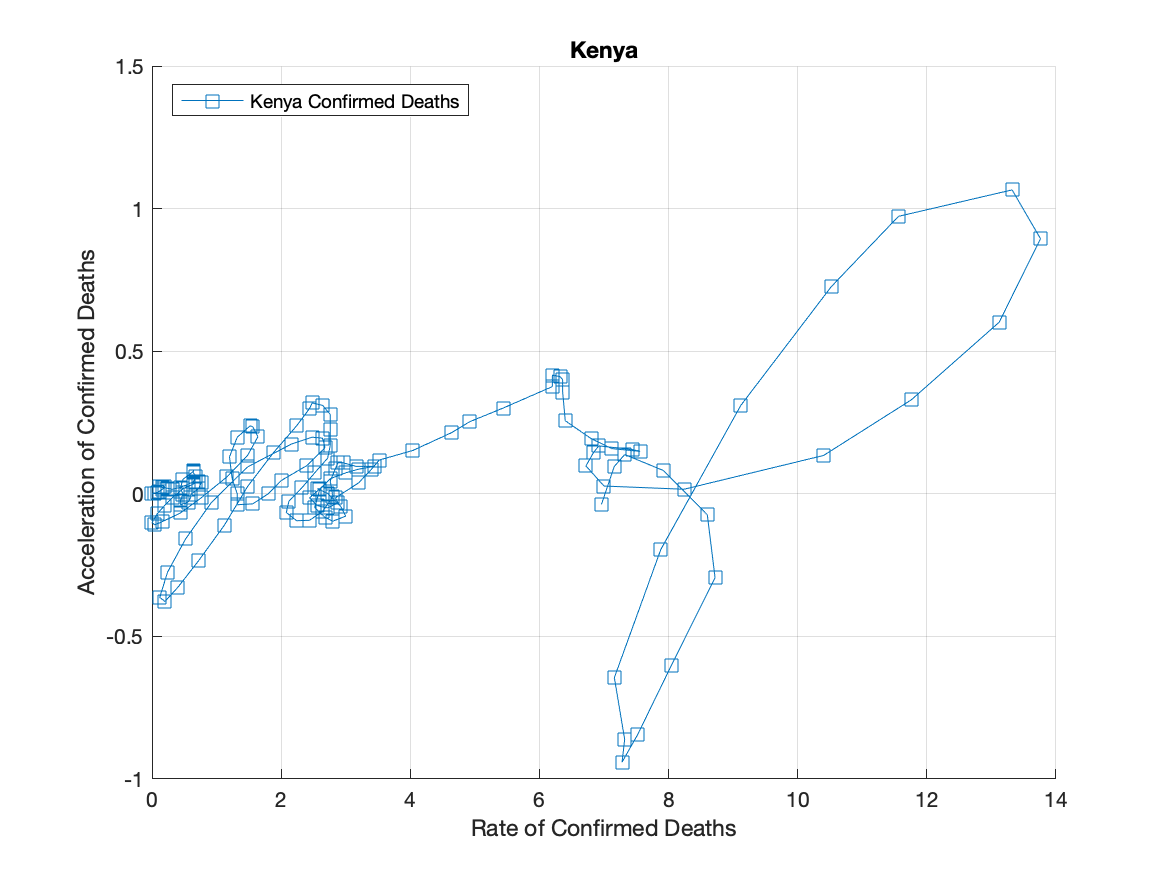 Kenya
1.5
Kenya Confirmed Deaths
1
0.5
0
-0.5
-1
Acceleration of Confirmed Deaths
0 2 4 6 8 10 12 14
Rate of Confirmed Deaths